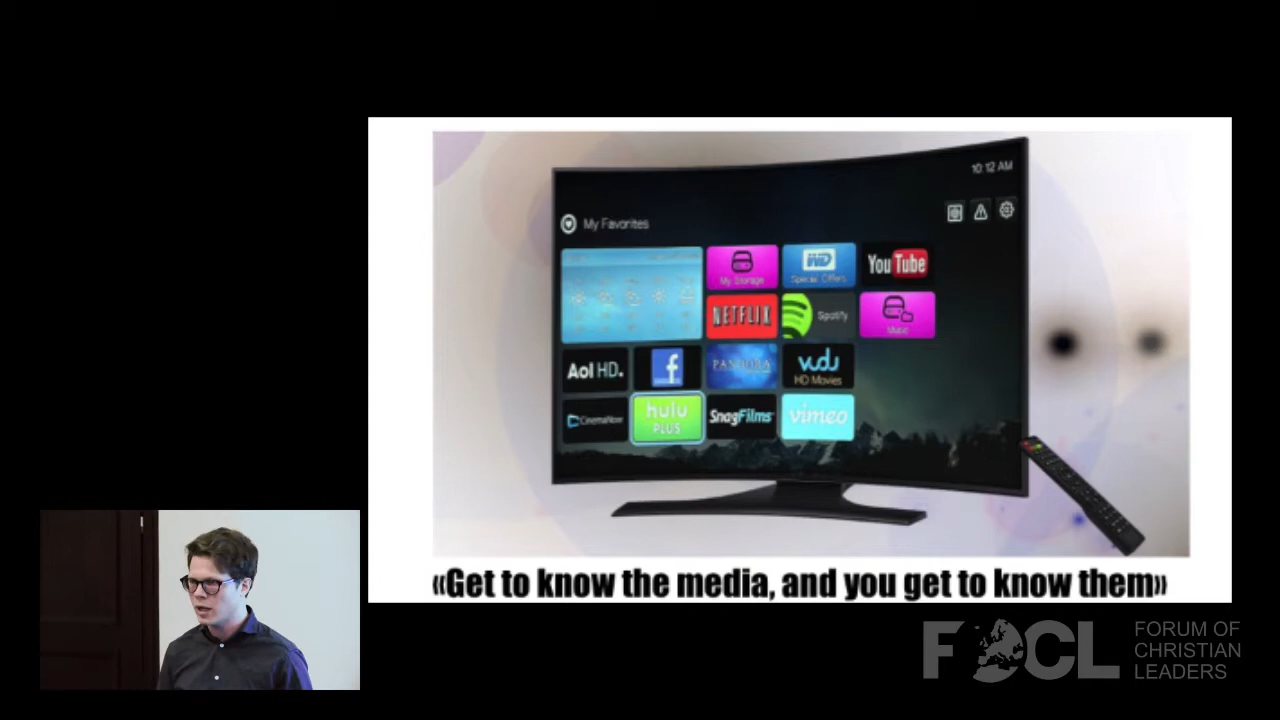 10:12 AM
My Favorites
My Storage
WD
Special Offers
YouTube
NETFLIX
Spotify
Music
Aol HD.
f
PANDORA
vudu
HD Movies
CinemaNow
hulu
PLUS
SnagFilms
vimeo
«Get to know the media, and you get to know them»
FOCL
FORUM OF
CHRISTIAN
LEADERS